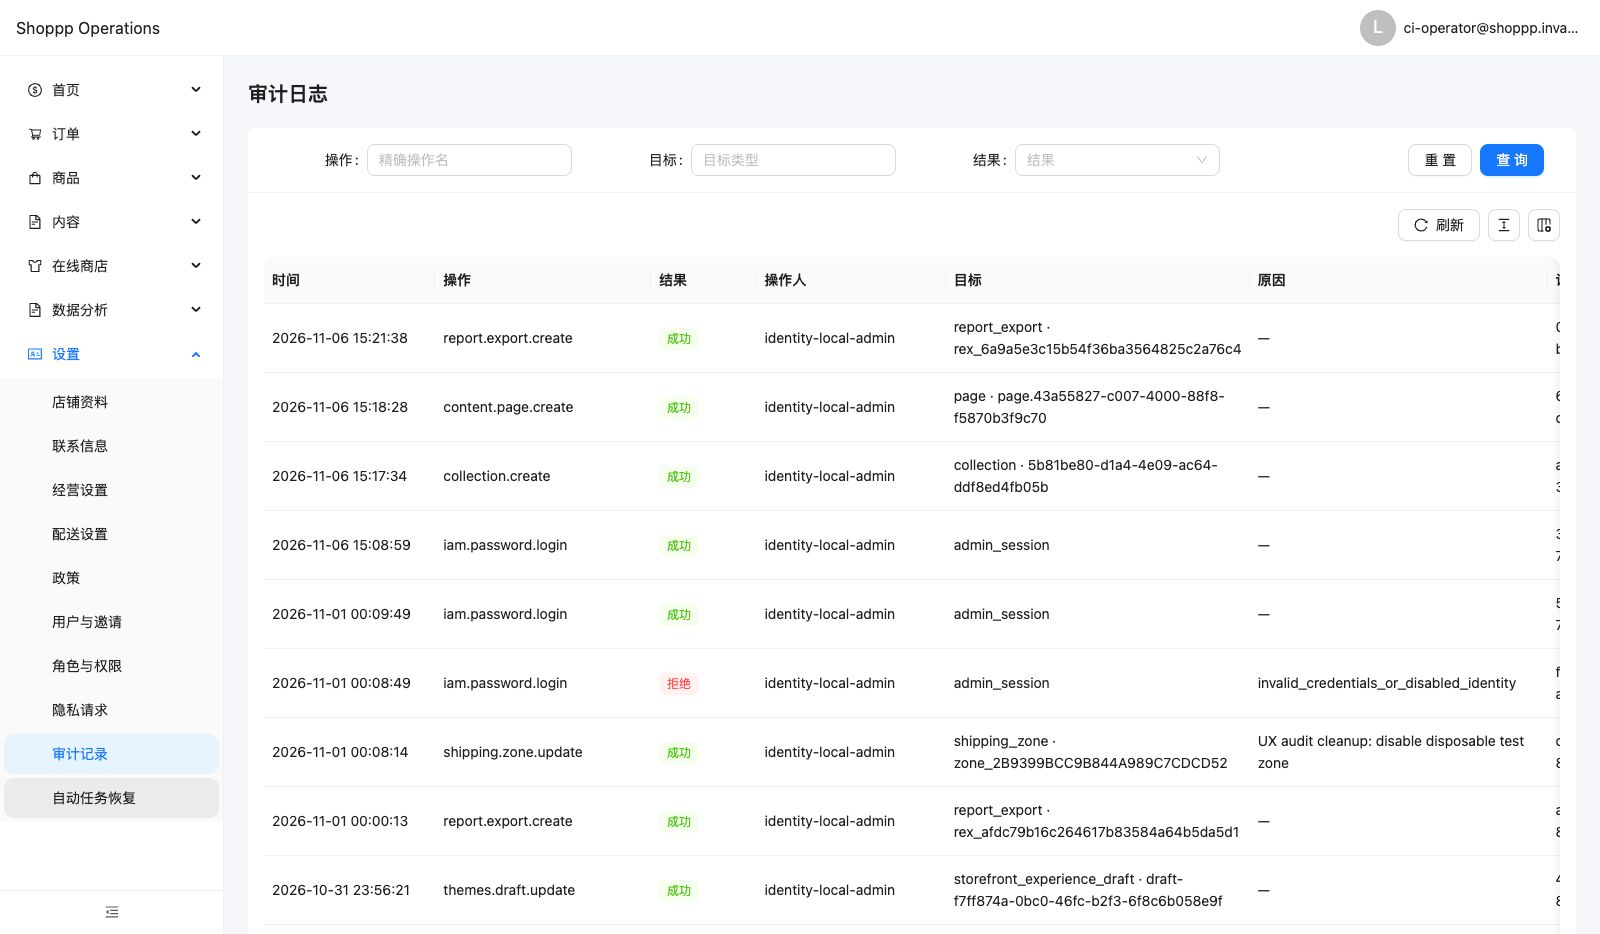 Shoppp Operations
L
ci-operator@shoppp.inva...
首页
订单
商品
内容
在线商店
数据分析
设置
店铺资料
联系信息
经营设置
配送设置
政策
用户与邀请
角色与权限
隐私请求
审计记录
自动任务恢复
审计日志
操作: 精确操作名 目标: 目标类型 结果: 结果 重 置 查 询
刷新
时间 操作 结果 操作人 目标 原因
2026-11-06 15:21:38 report.export.create 成功 identity-local-admin report_export ·
rex_6a9a5e3c15b54f36ba3564825c2a76c4 —
2026-11-06 15:18:28 content.page.create 成功 identity-local-admin page · page.43a55827-c007-4000-88f8-
f5870b3f9c70 —
2026-11-06 15:17:34 collection.create 成功 identity-local-admin collection · 5b81be80-d1a4-4e09-ac64-
ddf8ed4fb05b —
2026-11-06 15:08:59 iam.password.login 成功 identity-local-admin admin_session —
2026-11-01 00:09:49 iam.password.login 成功 identity-local-admin admin_session —
2026-11-01 00:08:49 iam.password.login 拒绝 identity-local-admin admin_session invalid_credentials_or_disabled_identity
2026-11-01 00:08:14 shipping.zone.update 成功 identity-local-admin shipping_zone ·
zone_2B9399BCC9B844A989C7CDCD52 UX audit cleanup: disable disposable test
zone
2026-11-01 00:00:13 report.export.create 成功 identity-local-admin report_export ·
rex_afdc79b16c264617b83584a64b5da5d1 —
2026-10-31 23:56:21 themes.draft.update 成功 identity-local-admin storefront_experience_draft · draft-
f7ff874a-0bc0-46fc-b2f3-6f8c6b058e9f —